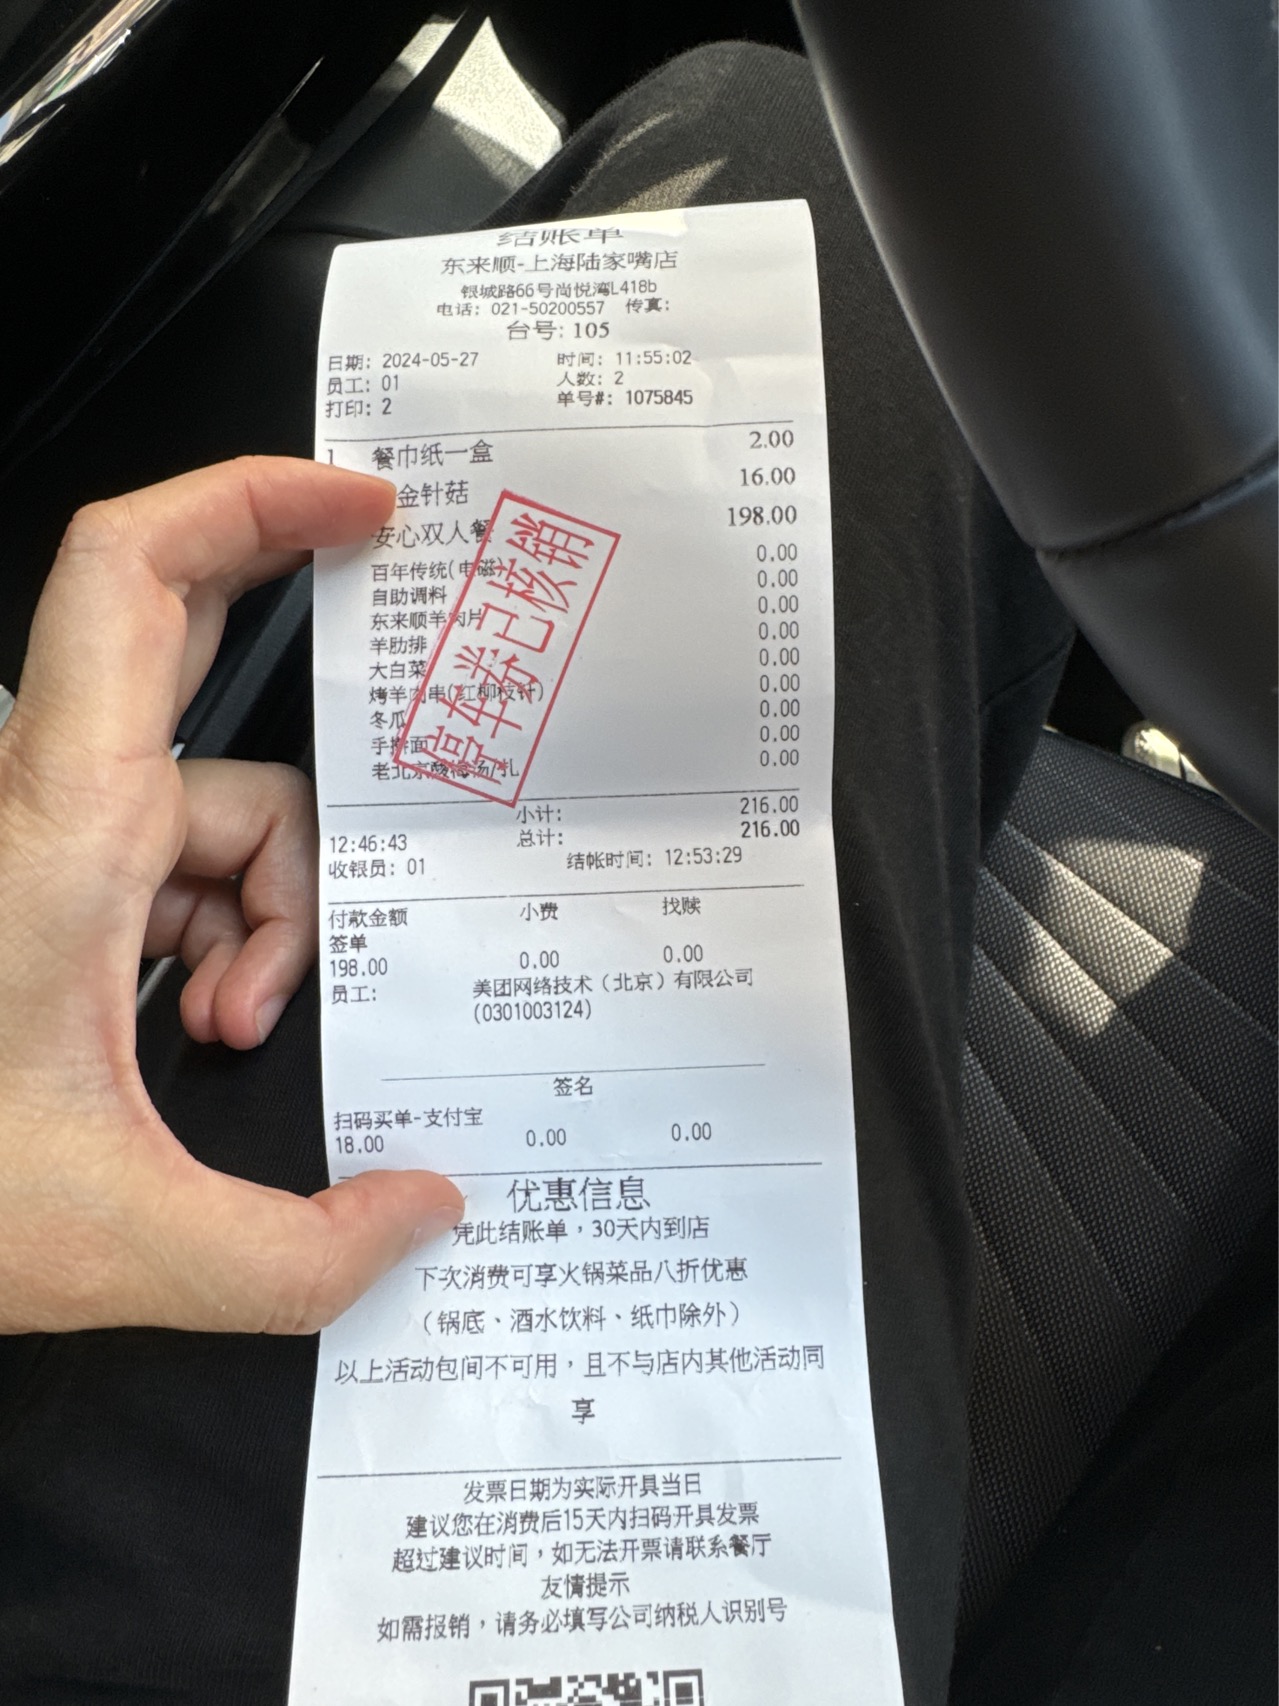 结账单
东来顺-上海陆家嘴店
银城路66号尚悦湾L418b
电话: 021-50200557 传真:
台号: 105
日期: 2024-05-27 时间: 11:55:02
员工: 01 人数: 2
打印: 2 单号#: 1075845
1 餐巾纸一盒 2.00
金针菇 16.00
安心双人餐 198.00
百年传统(电磁) 0.00
自助调料 0.00
东来顺羊肉片 0.00
羊肋排 0.00
大白菜 0.00
烤羊肉串(红柳枝钎) 0.00
冬瓜 0.00
手擀面 0.00
老北京酸梅汤/扎 0.00
停车券已核销
小计: 216.00
12:46:43 总计: 216.00
收银员: 01 结帐时间: 12:53:29
付款金额 小费 找赎
签单
198.00 0.00 0.00
员工: 美团网络技术（北京）有限公司
(0301003124)
签名
扫码买单-支付宝
18.00 0.00 0.00
优惠信息
凭此结账单，30天内到店
下次消费可享火锅菜品八折优惠
（锅底、酒水饮料、纸巾除外）
以上活动包间不可用，且不与店内其他活动同
享
发票日期为实际开具当日
建议您在消费后15天内扫码开具发票
超过建议时间，如无法开票请联系餐厅
友情提示
如需报销，请务必填写公司纳税人识别号